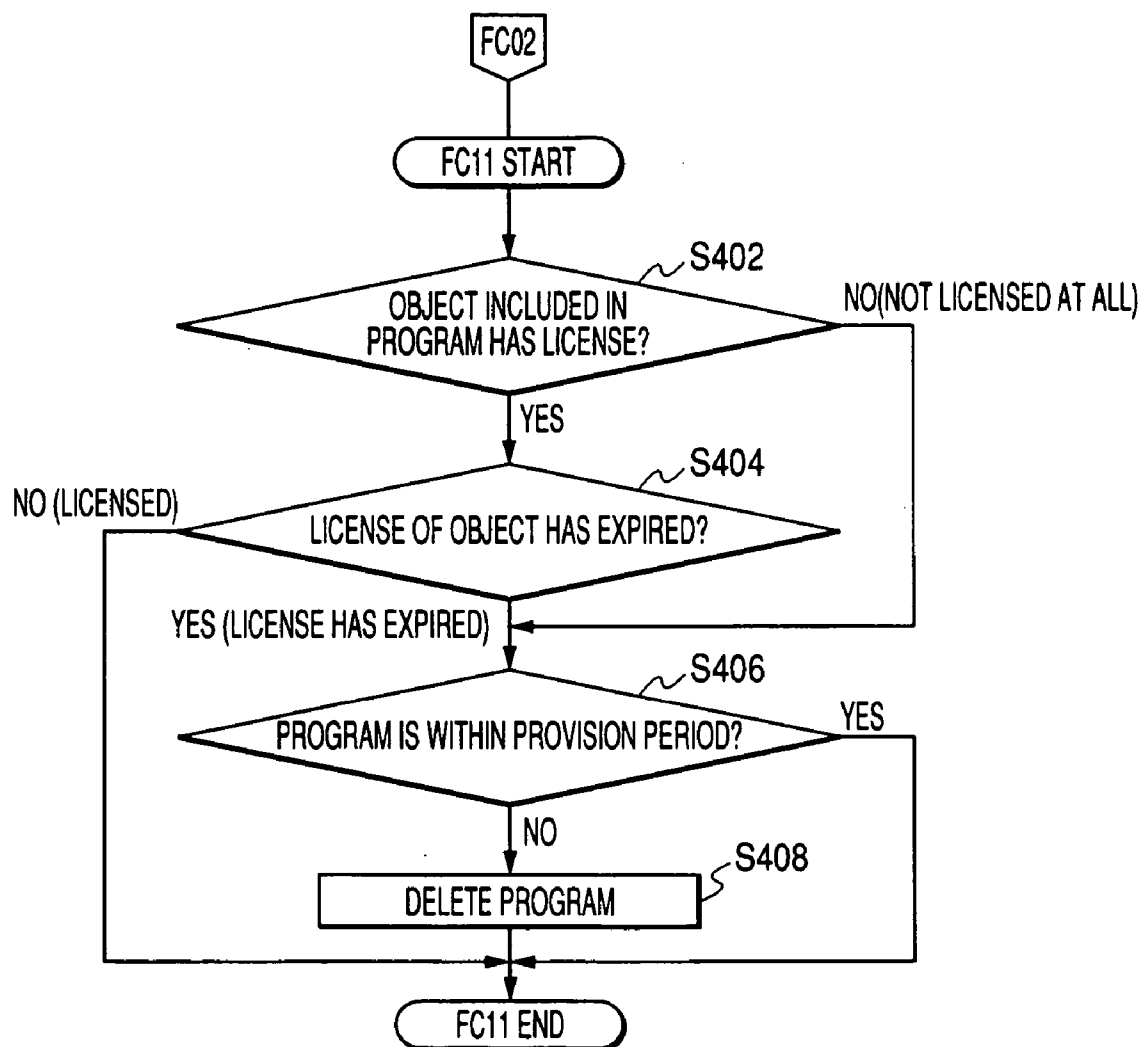 FC02
FC11 START
S402
OBJECT INCLUDED IN
PROGRAM HAS LICENSE?
NO(NOT LICENSED AT ALL)
YES
S404
NO (LICENSED)
LICENSE OF OBJECT HAS EXPIRED?
YES (LICENSE HAS EXPIRED)
S406
PROGRAM IS WITHIN PROVISION PERIOD?
YES
NO
S408
DELETE PROGRAM
FC11 END